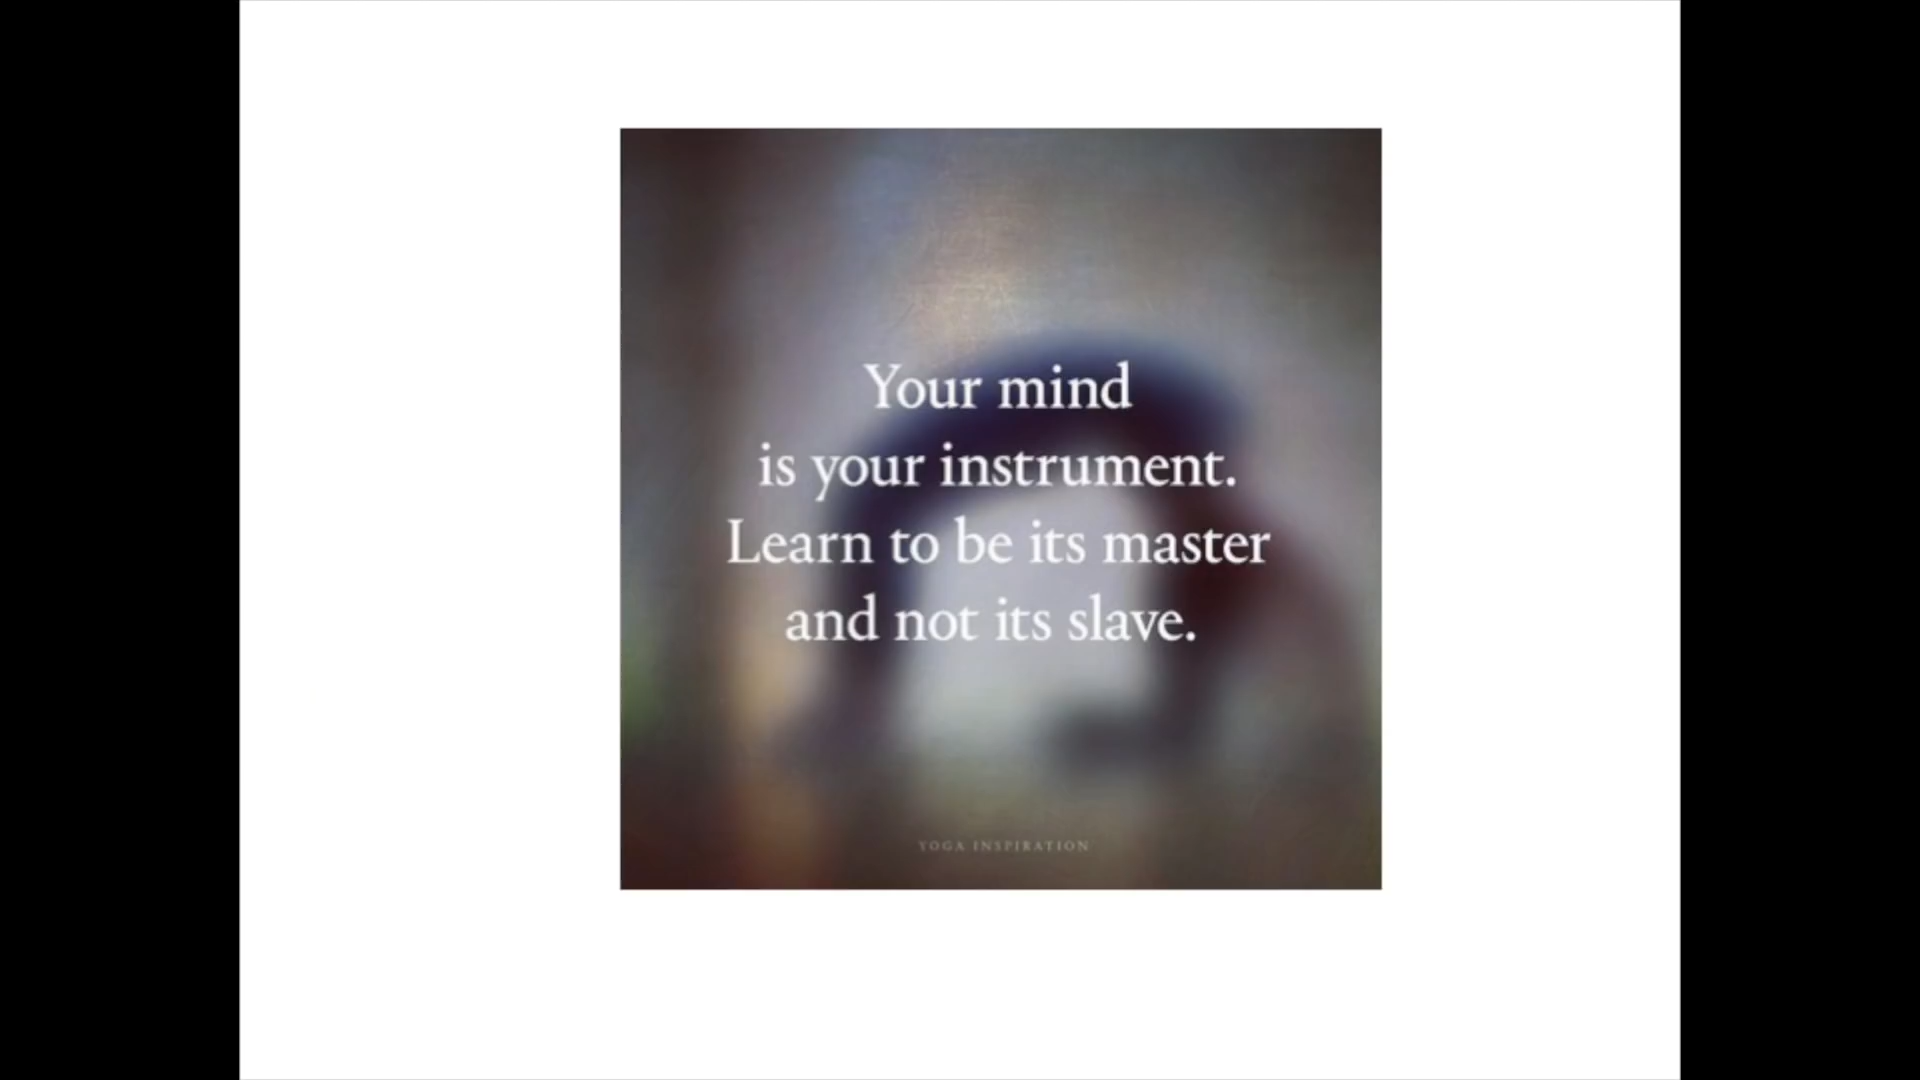 Your mind
is your instrument.
Learn to be its master
and not its slave.
YOGA INSPIRATION